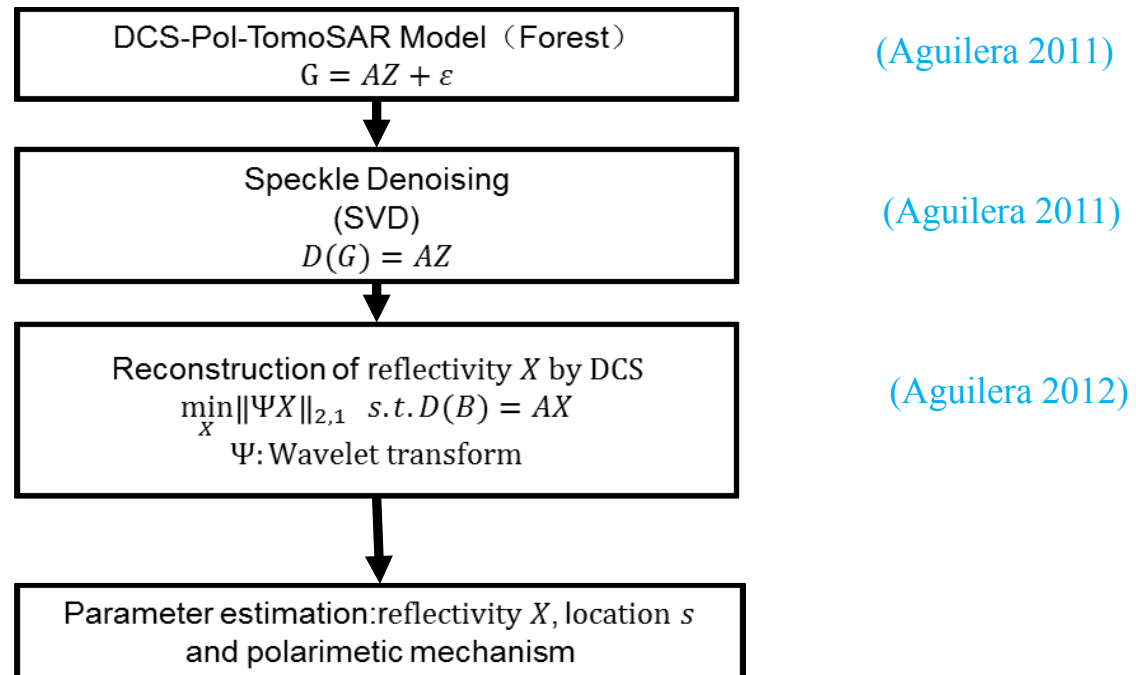 DCS-Pol-TomoSAR Model（Forest）
G = AZ + ε
(Aguilera 2011)
Speckle Denoising
(SVD)
D(G) = AZ
(Aguilera 2011)
Reconstruction of reflectivity X by DCS
min‖ΨX‖₂,₁ s.t. D(B) = AX
X
Ψ: Wavelet transform
(Aguilera 2012)
Parameter estimation:reflectivity X, location s
and polarimetic mechanism